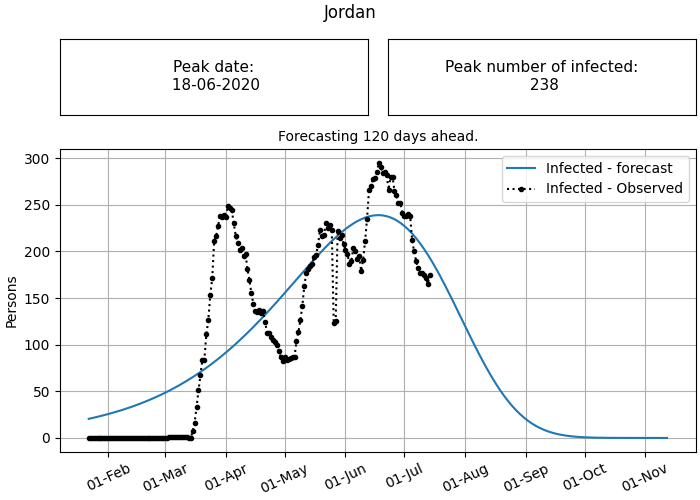 Jordan
Peak date:
18-06-2020
Peak number of infected:
238
Forecasting 120 days ahead.
Infected - forecast
Infected - Observed
Persons
300
250
200
150
100
50
0
01-Feb
01-Mar
01-Apr
01-May
01-Jun
01-Jul
01-Aug
01-Sep
01-Oct
01-Nov